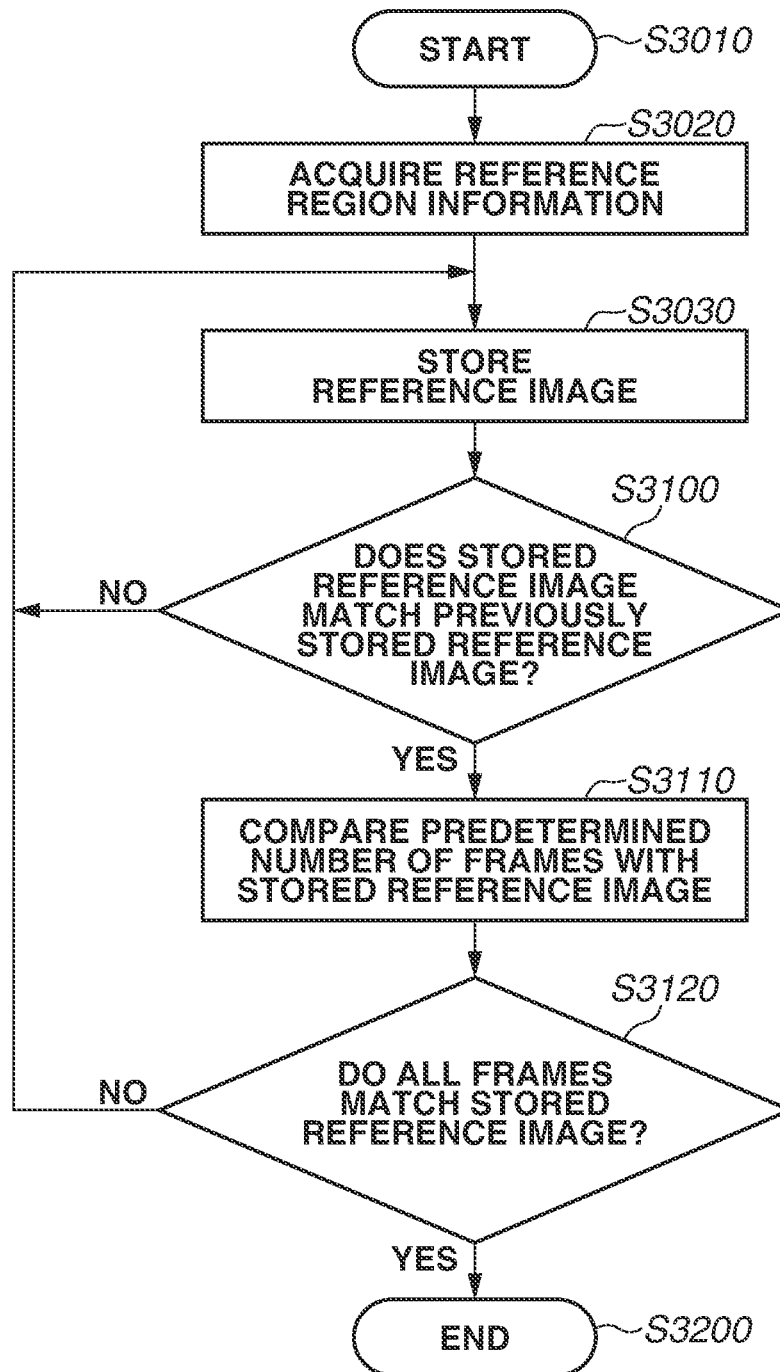 START
S3010
S3020
ACQUIRE REFERENCE
REGION INFORMATION
S3030
STORE
REFERENCE IMAGE
S3100
DOES STORED
REFERENCE IMAGE
MATCH PREVIOUSLY
STORED REFERENCE
IMAGE?
NO
YES
S3110
COMPARE PREDETERMINED
NUMBER OF FRAMES WITH
STORED REFERENCE IMAGE
S3120
DO ALL FRAMES
MATCH STORED
REFERENCE IMAGE?
NO
YES
END
S3200